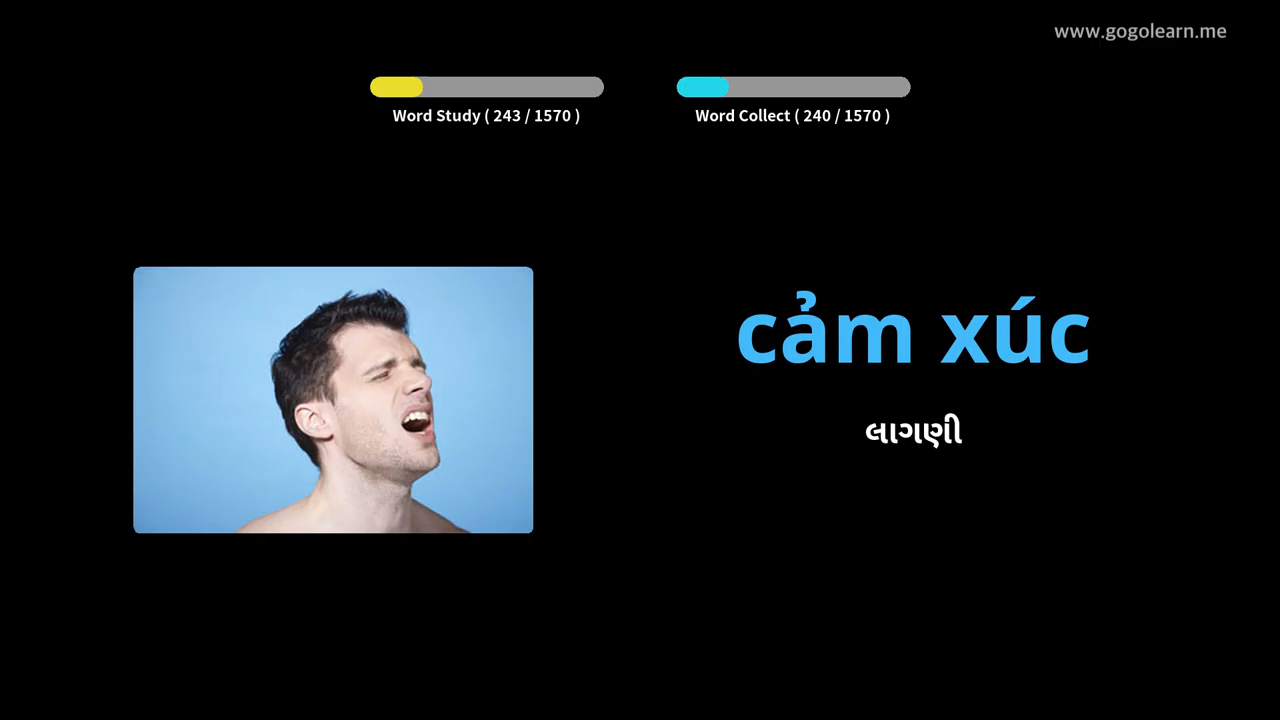 www.gogolearn.me
Word Study ( 243 / 1570 )
Word Collect ( 240 / 1570 )
cảm xúc
લાગણી